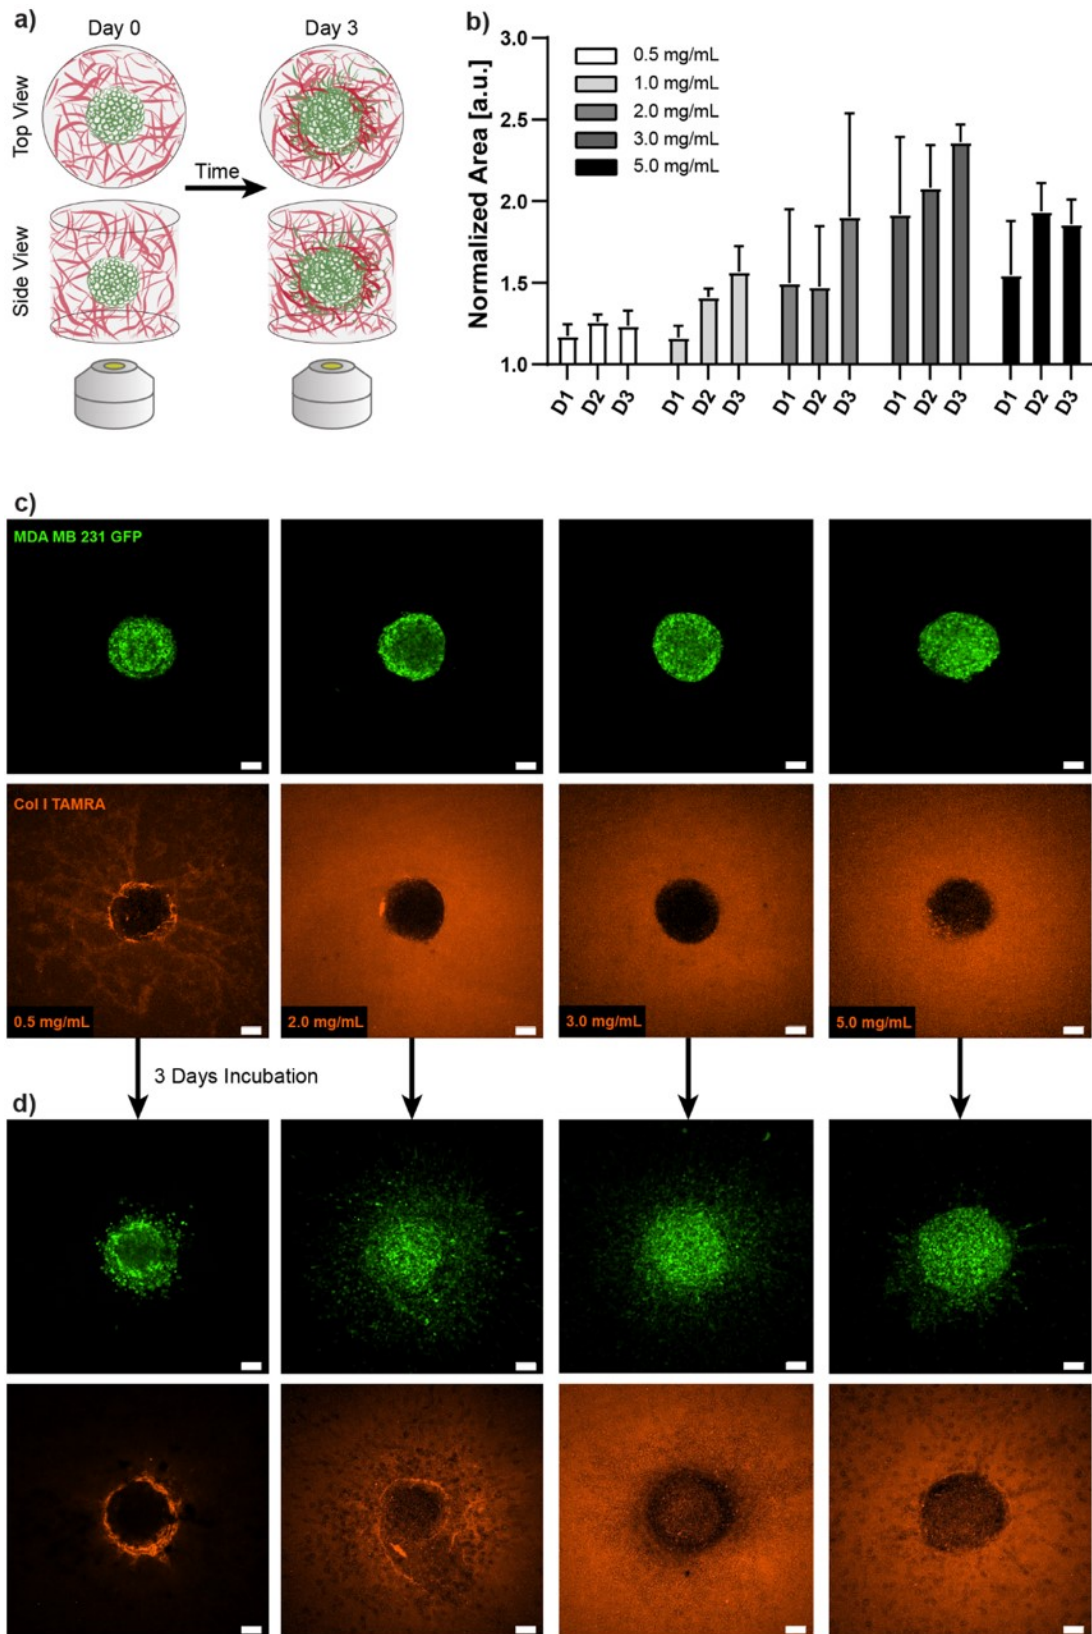 a)
Day 0
Day 3
Top View
Time
Side View
b)
Normalized Area [a.u.]
3.0
2.5
2.0
1.5
1.0
0.5 mg/mL
1.0 mg/mL
2.0 mg/mL
3.0 mg/mL
5.0 mg/mL
D1 D2 D3 D1 D2 D3 D1 D2 D3 D1 D2 D3 D1 D2 D3
c)
MDA MB 231 GFP
Col I TAMRA
0.5 mg/mL
2.0 mg/mL
3.0 mg/mL
5.0 mg/mL
3 Days Incubation
d)